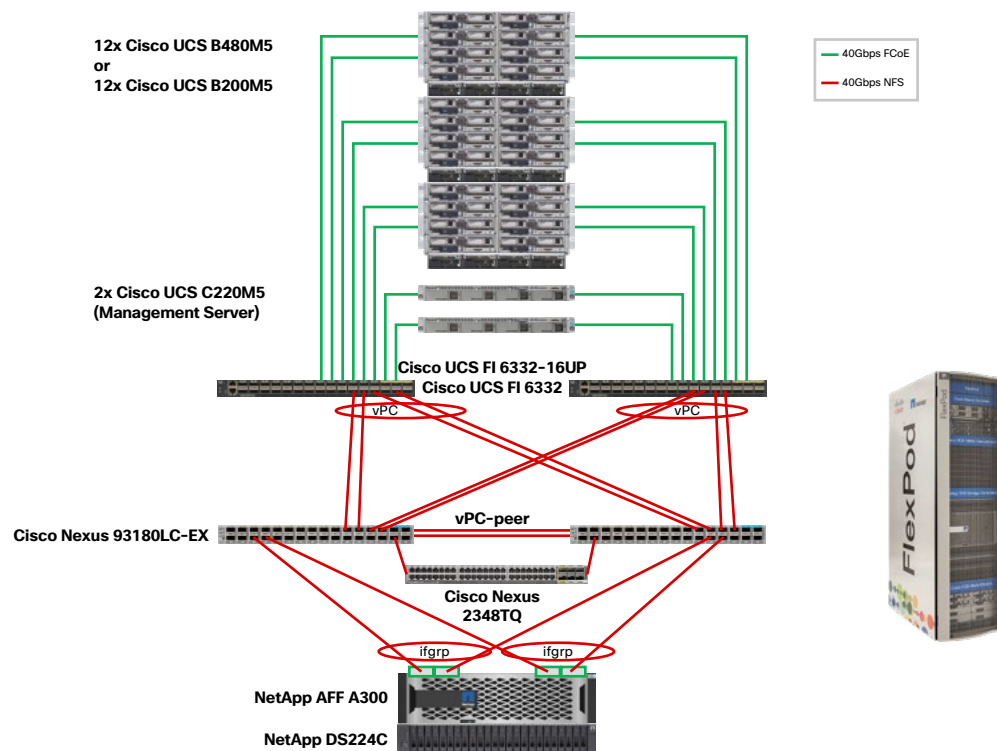 12x Cisco UCS B480M5
or
12x Cisco UCS B200M5
40Gbps FCoE
40Gbps NFS
2x Cisco UCS C220M5
(Management Server)
Cisco UCS FI 6332-16UP
Cisco UCS FI 6332
vPC
vPC
FlexPod
FlexPod
Cisco Nexus 93180LC-EX
vPC-peer
Cisco Nexus
2348TQ
ifgrp
ifgrp
NetApp AFF A300
NetApp DS224C